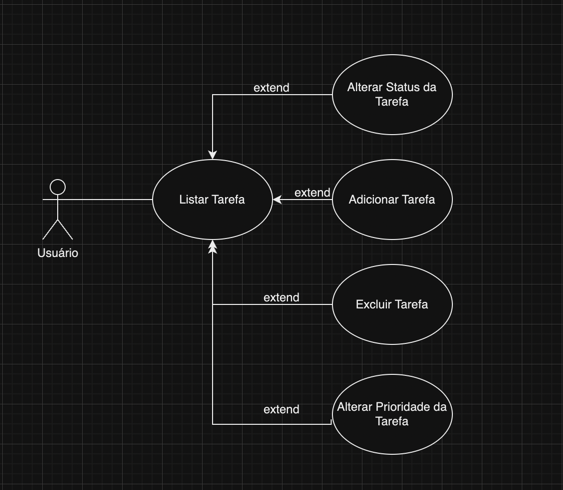 extend
Alterar Status da
Tarefa
Listar Tarefa
extend
Adicionar Tarefa
Usuário
extend
Excluir Tarefa
extend
Alterar Prioridade da
Tarefa